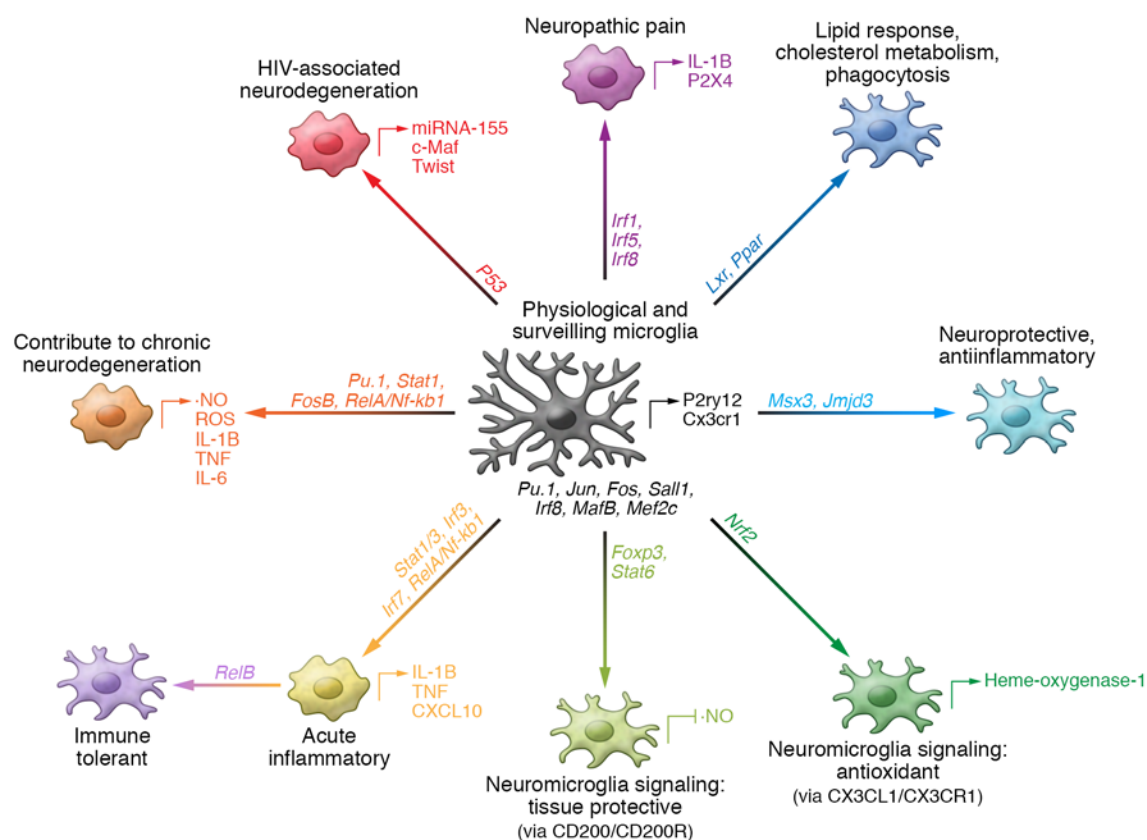 Neuropathic pain
IL-1B
P2X4
Lipid response,
cholesterol metabolism,
phagocytosis
HIV-associated
neurodegeneration
miRNA-155
c-Maf
Twist
Irf1,
Irf5,
Irf8
P53
Lxr, Ppar
Physiological and
surveilling microglia
P2ry12
Cx3cr1
Pu.1, Jun, Fos, Sall1,
Irf8, MafB, Mef2c
Contribute to chronic
neurodegeneration
·NO
ROS
IL-1B
TNF
IL-6
Pu.1, Stat1,
FosB, RelA/Nf-kb1
Msx3, Jmjd3
Neuroprotective,
antiinflammatory
Stat1/3, Irf3,
Irf7, RelA/Nf-kb1
Foxp3,
Stat6
Nrf2
RelB
Immune
tolerant
IL-1B
TNF
CXCL10
Acute
inflammatory
·NO
Neuromicroglia signaling:
tissue protective
(via CD200/CD200R)
Heme-oxygenase-1
Neuromicroglia signaling:
antioxidant
(via CX3CL1/CX3CR1)